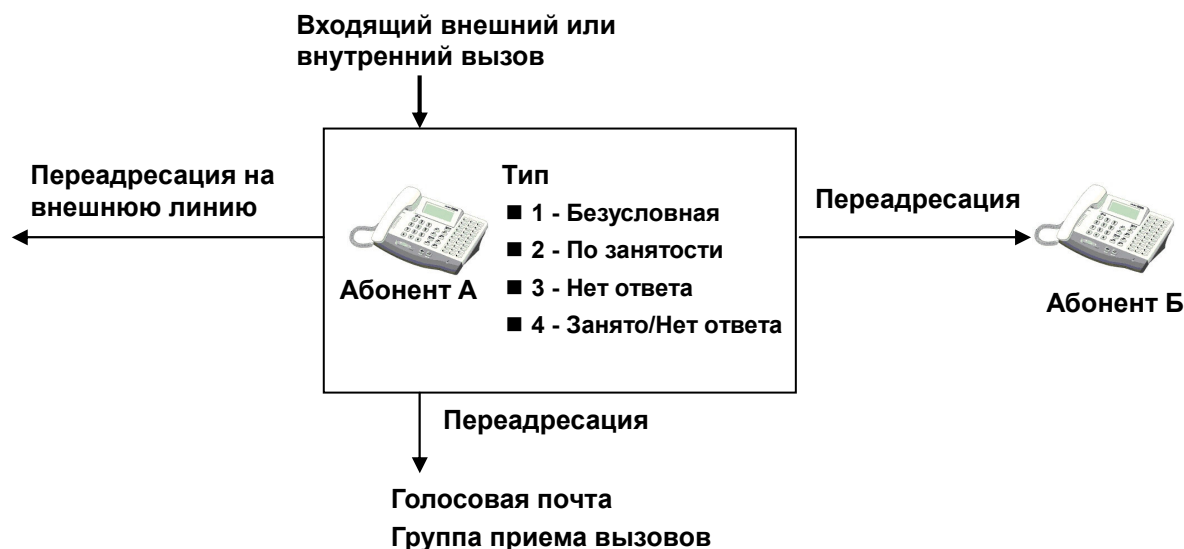 Входящий внешний или
внутренний вызов
Переадресация на
внешнюю линию
Тип
■ 1 - Безусловная
■ 2 - По занятости
■ 3 - Нет ответа
■ 4 - Занято/Нет ответа
Абонент А
Переадресация
Абонент Б
Переадресация
Голосовая почта
Группа приема вызовов